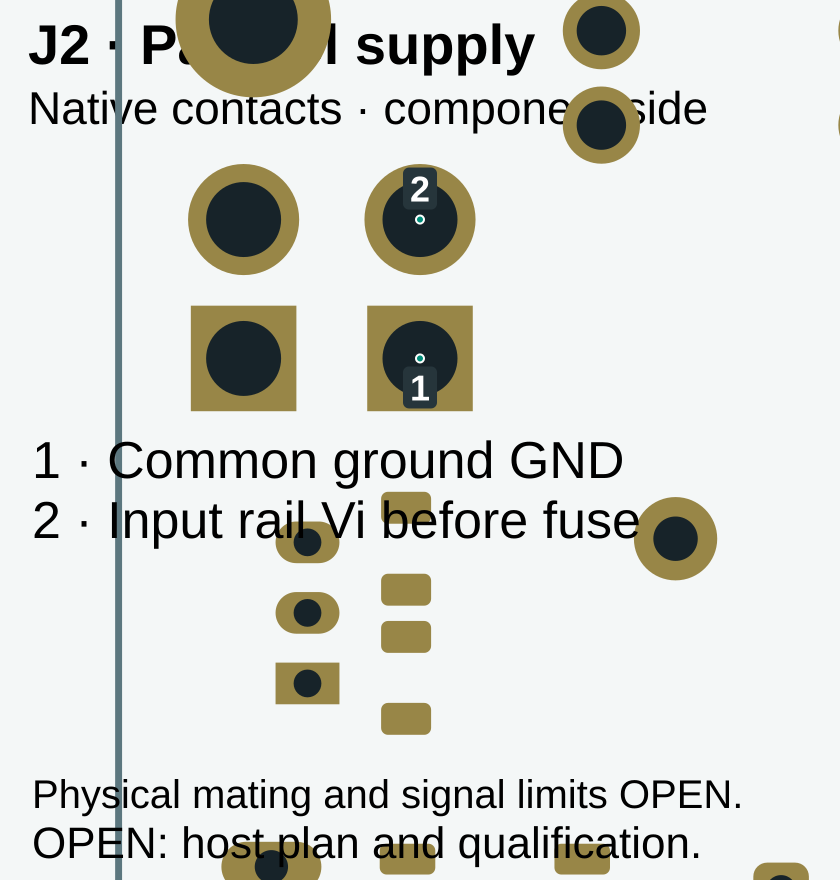 J2 · supply
Native contacts · side
2
1
1 · Common ground GND
2 · Input rail Vi before fuse
Physical mating and signal limits OPEN.
OPEN: host plan and qualification.